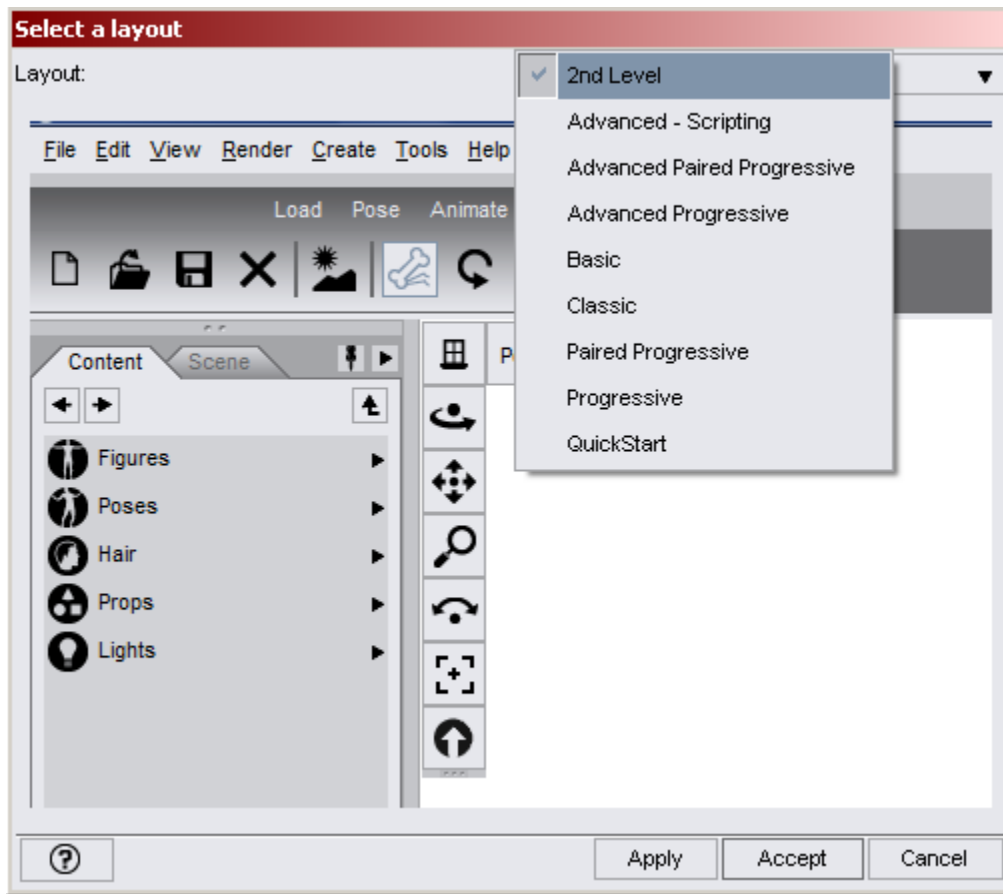 Select a layout
Layout:
2nd Level
Advanced - Scripting
Advanced Paired Progressive
Advanced Progressive
Basic
Classic
Paired Progressive
Progressive
QuickStart
File Edit View Render Create Tools Help
Load Pose Animate
Content Scene
Figures
Poses
Hair
Props
Lights
Apply Accept Cancel